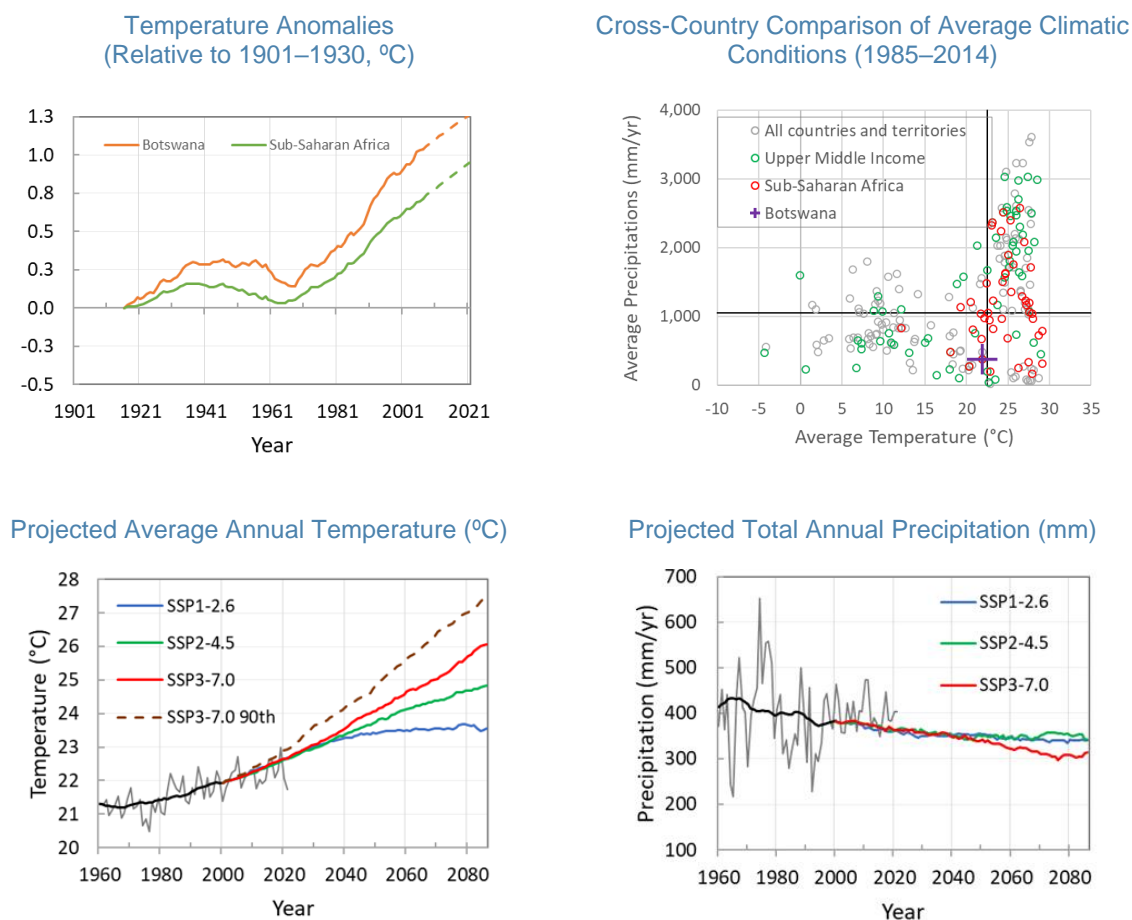 Temperature Anomalies
(Relative to 1901–1930, ºC)
1.3
1.0
0.8
0.5
0.3
0.0
-0.3
-0.5
Botswana
Sub-Saharan Africa
1901 1921 1941 1961 1981 2001 2021
Year
Cross-Country Comparison of Average Climatic
Conditions (1985–2014)
Average Precipitations (mm/yr)
4,000
3,000
2,000
1,000
0
All countries and territories
Upper Middle Income
Sub-Saharan Africa
Botswana
-10 -5 0 5 10 15 20 25 30 35
Average Temperature (°C)
Projected Average Annual Temperature (ºC)
Temperature (°C)
28
27
26
25
24
23
22
21
20
SSP1-2.6
SSP2-4.5
SSP3-7.0
SSP3-7.0 90th
1960 1980 2000 2020 2040 2060 2080
Year
Projected Total Annual Precipitation (mm)
Precipitation (mm/yr)
700
600
500
400
300
200
100
SSP1-2.6
SSP2-4.5
SSP3-7.0
1960 1980 2000 2020 2040 2060 2080
Year